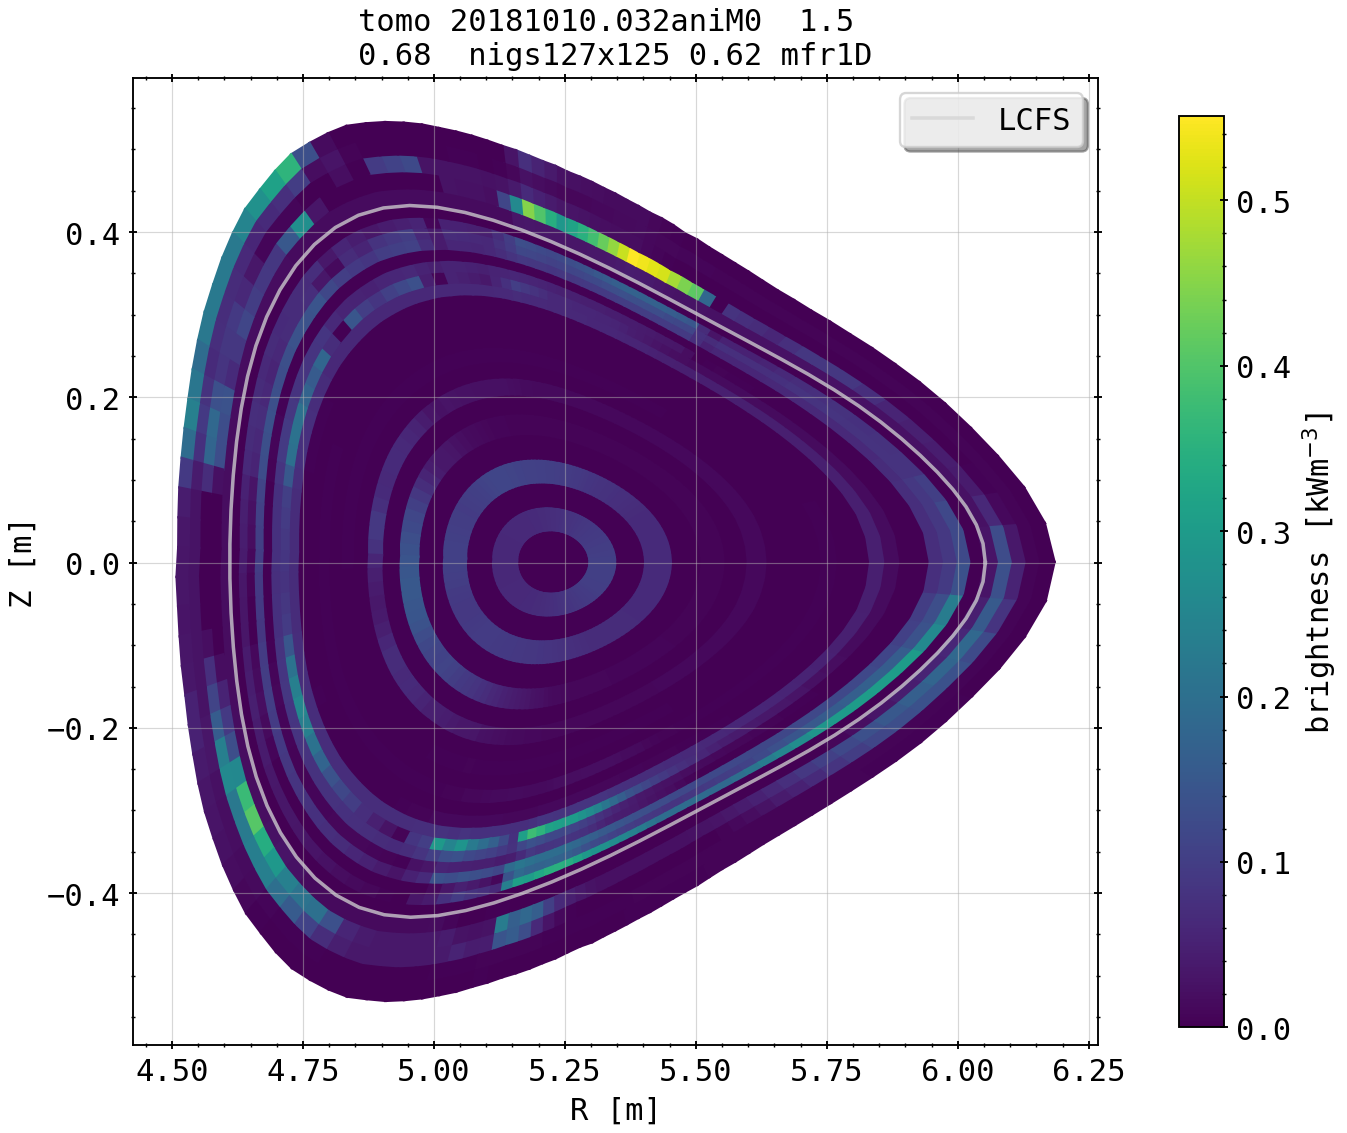 tomo 20181010.032aniM0  1.5
0.68  nigs127x125 0.62 mfr1D
LCFS
Z [m]
0.4
0.2
0.0
−0.2
−0.4
4.50 4.75 5.00 5.25 5.50 5.75 6.00 6.25
R [m]
0.5
0.4
0.3
0.2
0.1
0.0
brightness [kWm⁻³]